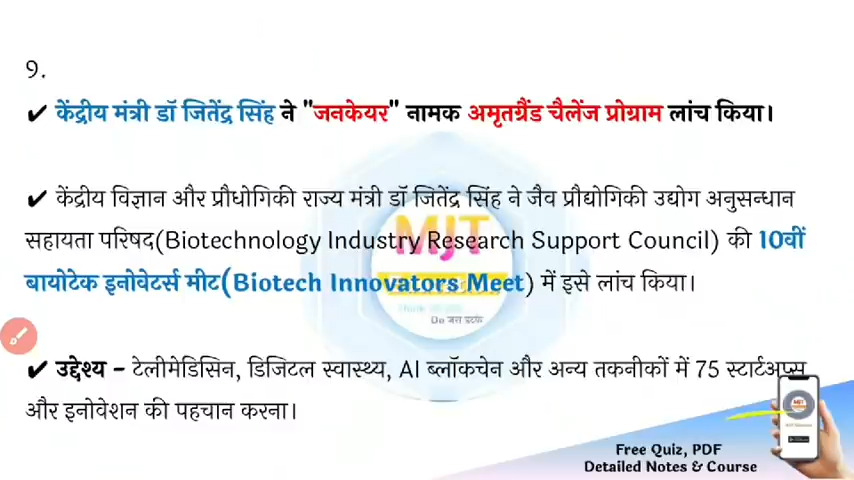 9.
✔ केंद्रीय मंत्री डॉ जितेंद्र सिंह ने "जनकेयर" नामक अमृतग्रैंड चैलेंज प्रोग्राम लांच किया।
✔ केंद्रीय विज्ञान और प्रौधोगिकी राज्य मंत्री डॉ जितेंद्र सिंह ने जैव प्रौद्योगिकी उद्योग अनुसन्धान
सहायता परिषद(Biotechnology Industry Research Support Council) की 10वीं
बायोटेक इनोवेटर्स मीट(Biotech Innovators Meet) में इसे लांच किया।
MJT
✔ उद्देश्य – टेलीमेडिसिन, डिजिटल स्वास्थ्य, AI ब्लॉकचेन और अन्य तकनीकों में 75 स्टार्टअप्स
और इनोवेशन की पहचान करना।
Free Quiz, PDF
Detailed Notes & Course